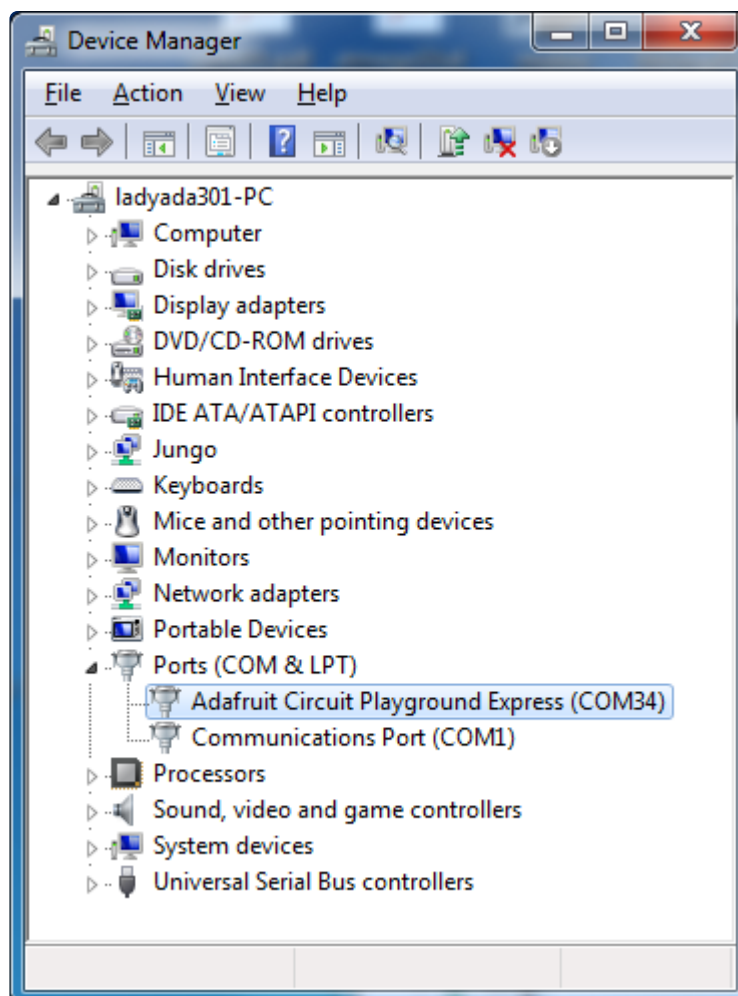 Device Manager
File Action View Help
ladyada301-PC
Computer
Disk drives
Display adapters
DVD/CD-ROM drives
Human Interface Devices
IDE ATA/ATAPI controllers
Jungo
Keyboards
Mice and other pointing devices
Monitors
Network adapters
Portable Devices
Ports (COM & LPT)
Adafruit Circuit Playground Express (COM34)
Communications Port (COM1)
Processors
Sound, video and game controllers
System devices
Universal Serial Bus controllers